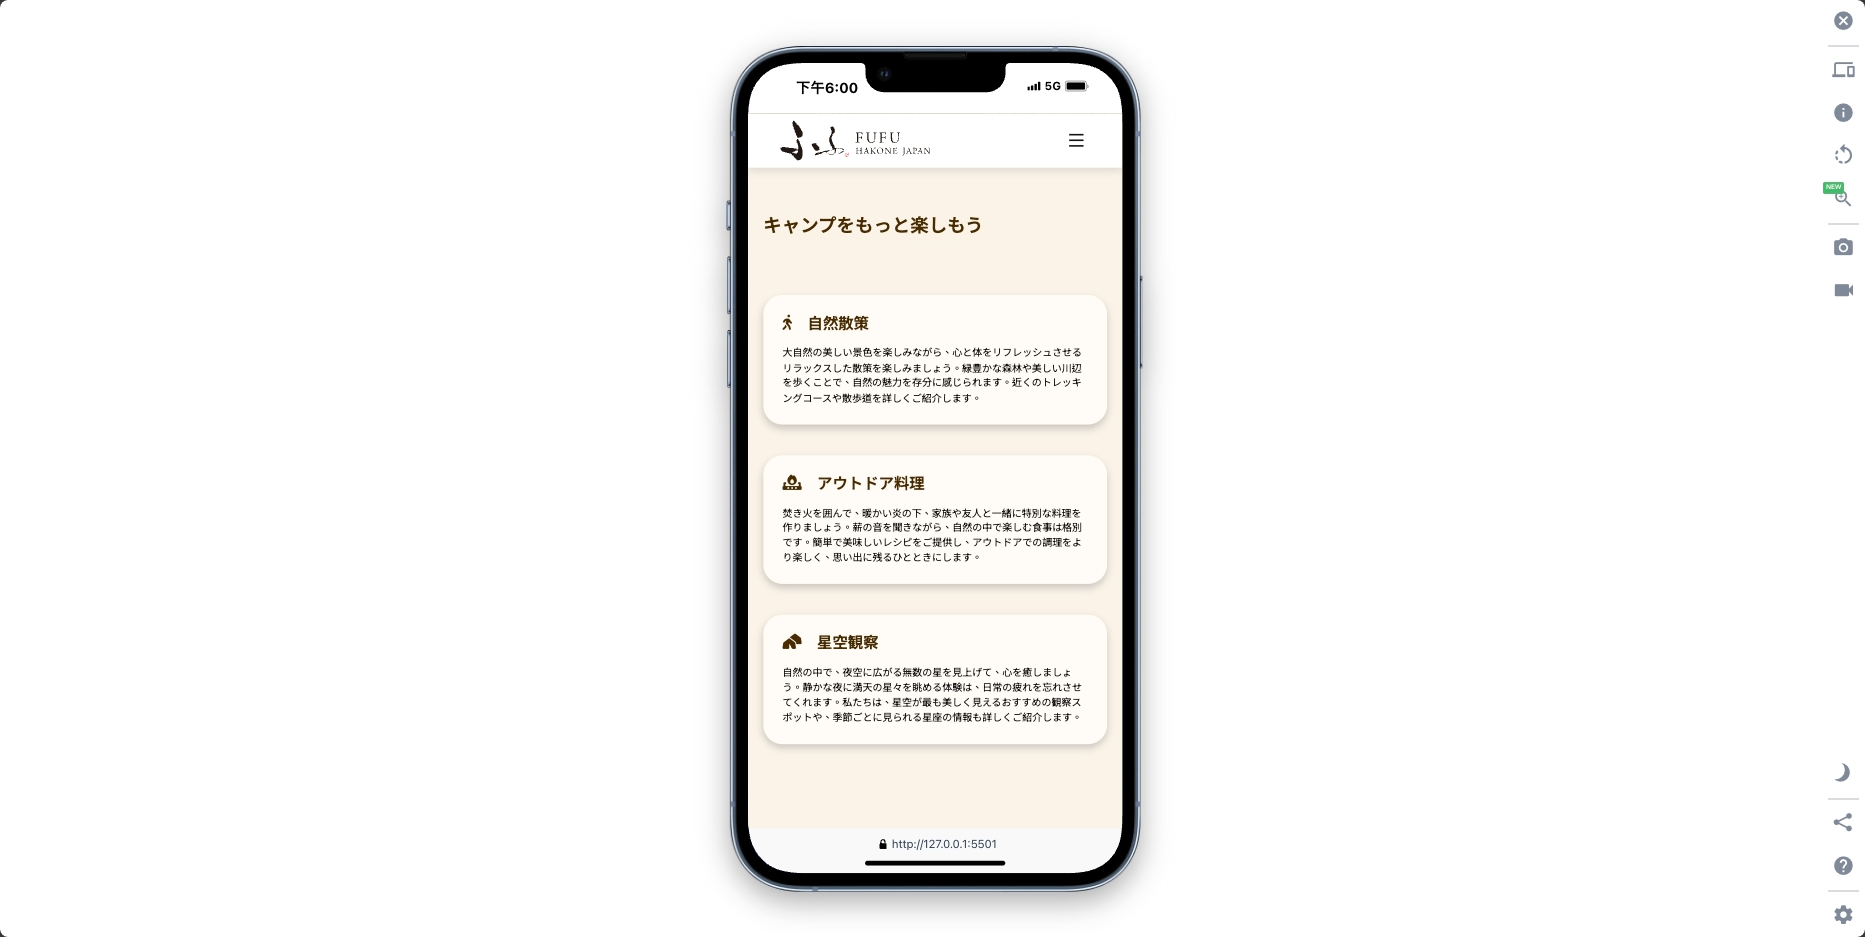 下午6:00
5G
ふふ FUFU
HAKONE JAPAN
キャンプをもっと楽しもう
自然散策
大自然の美しい景色を楽しみながら、心と体をリフレッシュさせる
リラックスした散策を楽しみましょう。緑豊かな森林や美しい川辺
を歩くことで、自然の魅力を存分に感じられます。近くのトレッキ
ングコースや散歩道を詳しくご紹介します。
アウトドア料理
焚き火を囲んで、暖かい炎の下、家族や友人と一緒に特別な料理を
作りましょう。薪の音を聞きながら、自然の中で楽しむ食事は格別
です。簡単で美味しいレシピをご提供し、アウトドアでの調理をよ
り楽しく、思い出に残るひとときにします。
星空観察
自然の中で、夜空に広がる無数の星を見上げて、心を癒しましょ
う。静かな夜に満天の星々を眺める体験は、日常の疲れを忘れさせ
てくれます。私たちは、星空が最も美しく見えるおすすめの観察ス
ポットや、季節ごとに見られる星座の情報も詳しくご紹介します。
http://127.0.0.1:5501
NEW